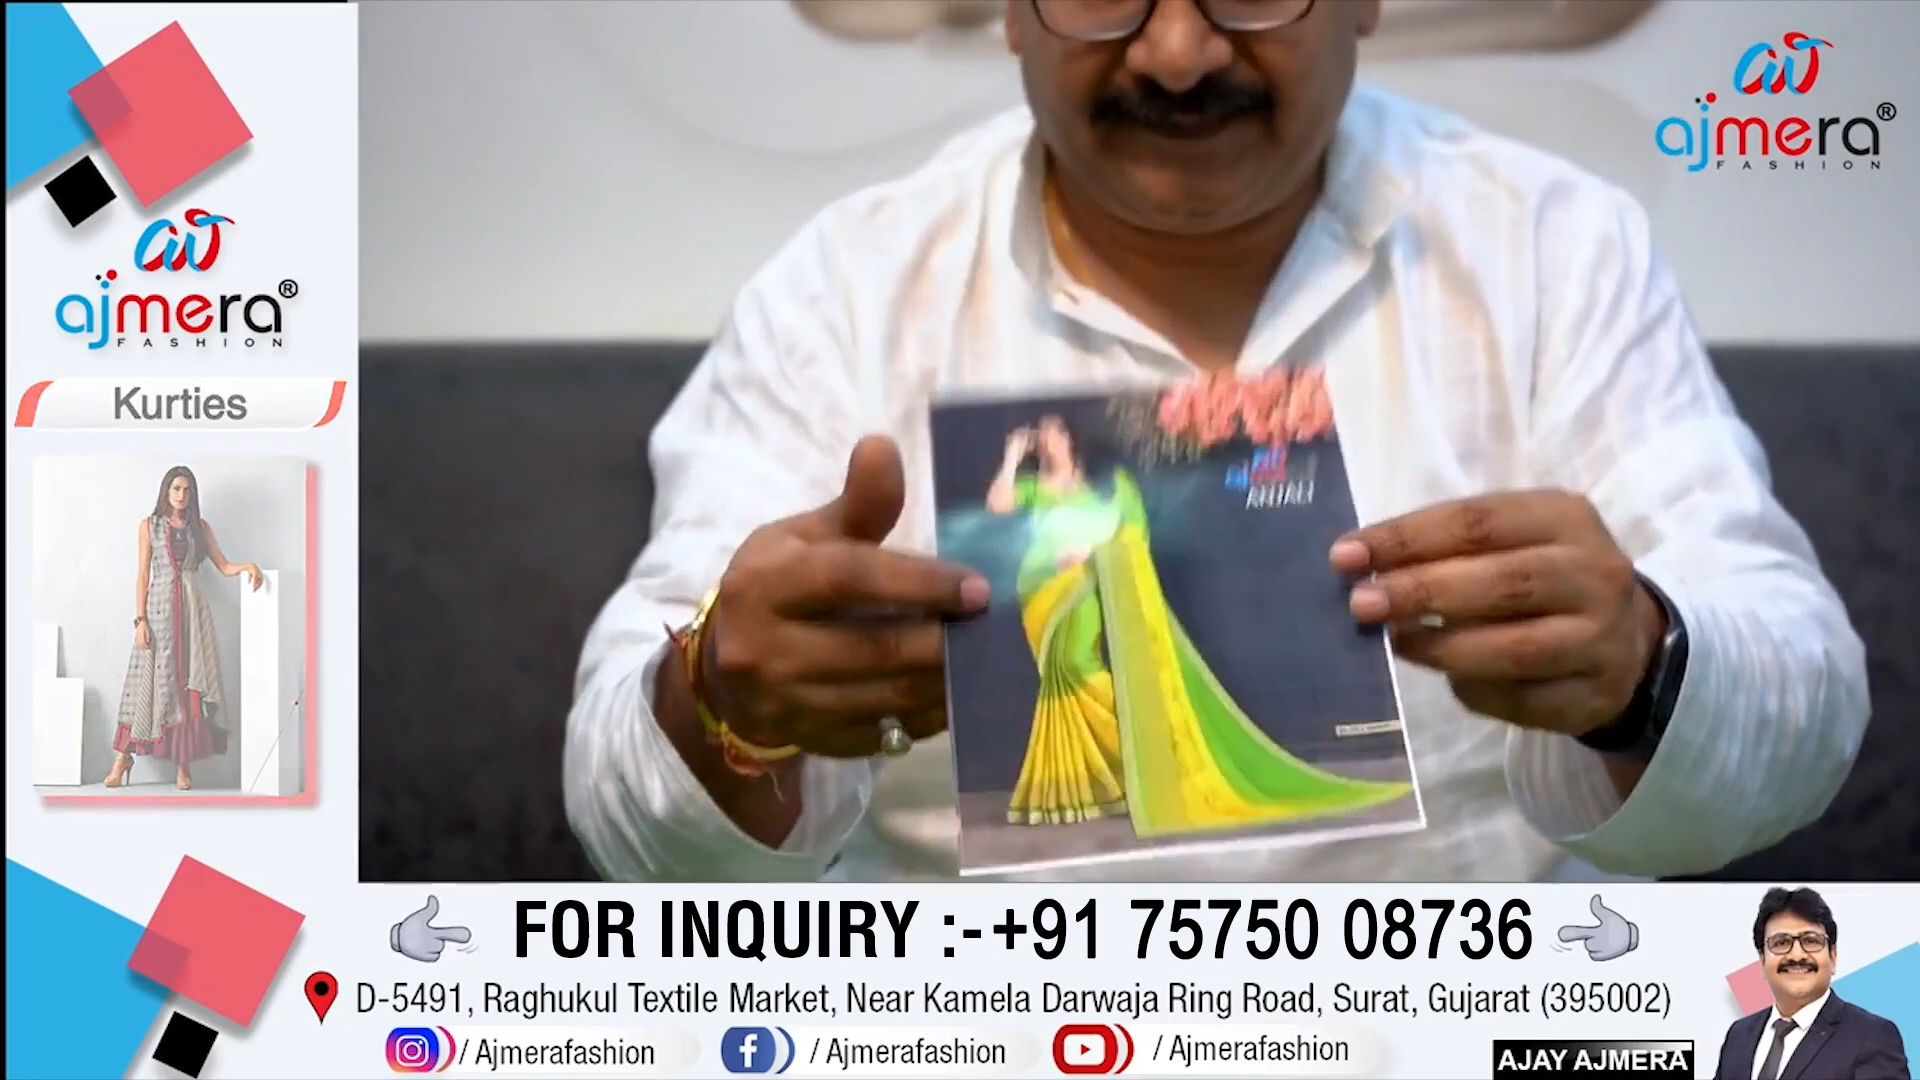 ajmera®
FASHION
Kurties
ajmera®
FASHION
FOR INQUIRY :-+91 75750 08736
D-5491, Raghukul Textile Market, Near Kamela Darwaja Ring Road, Surat, Gujarat (395002)
/ Ajmerafashion
/ Ajmerafashion
/ Ajmerafashion
AJAY AJMERA